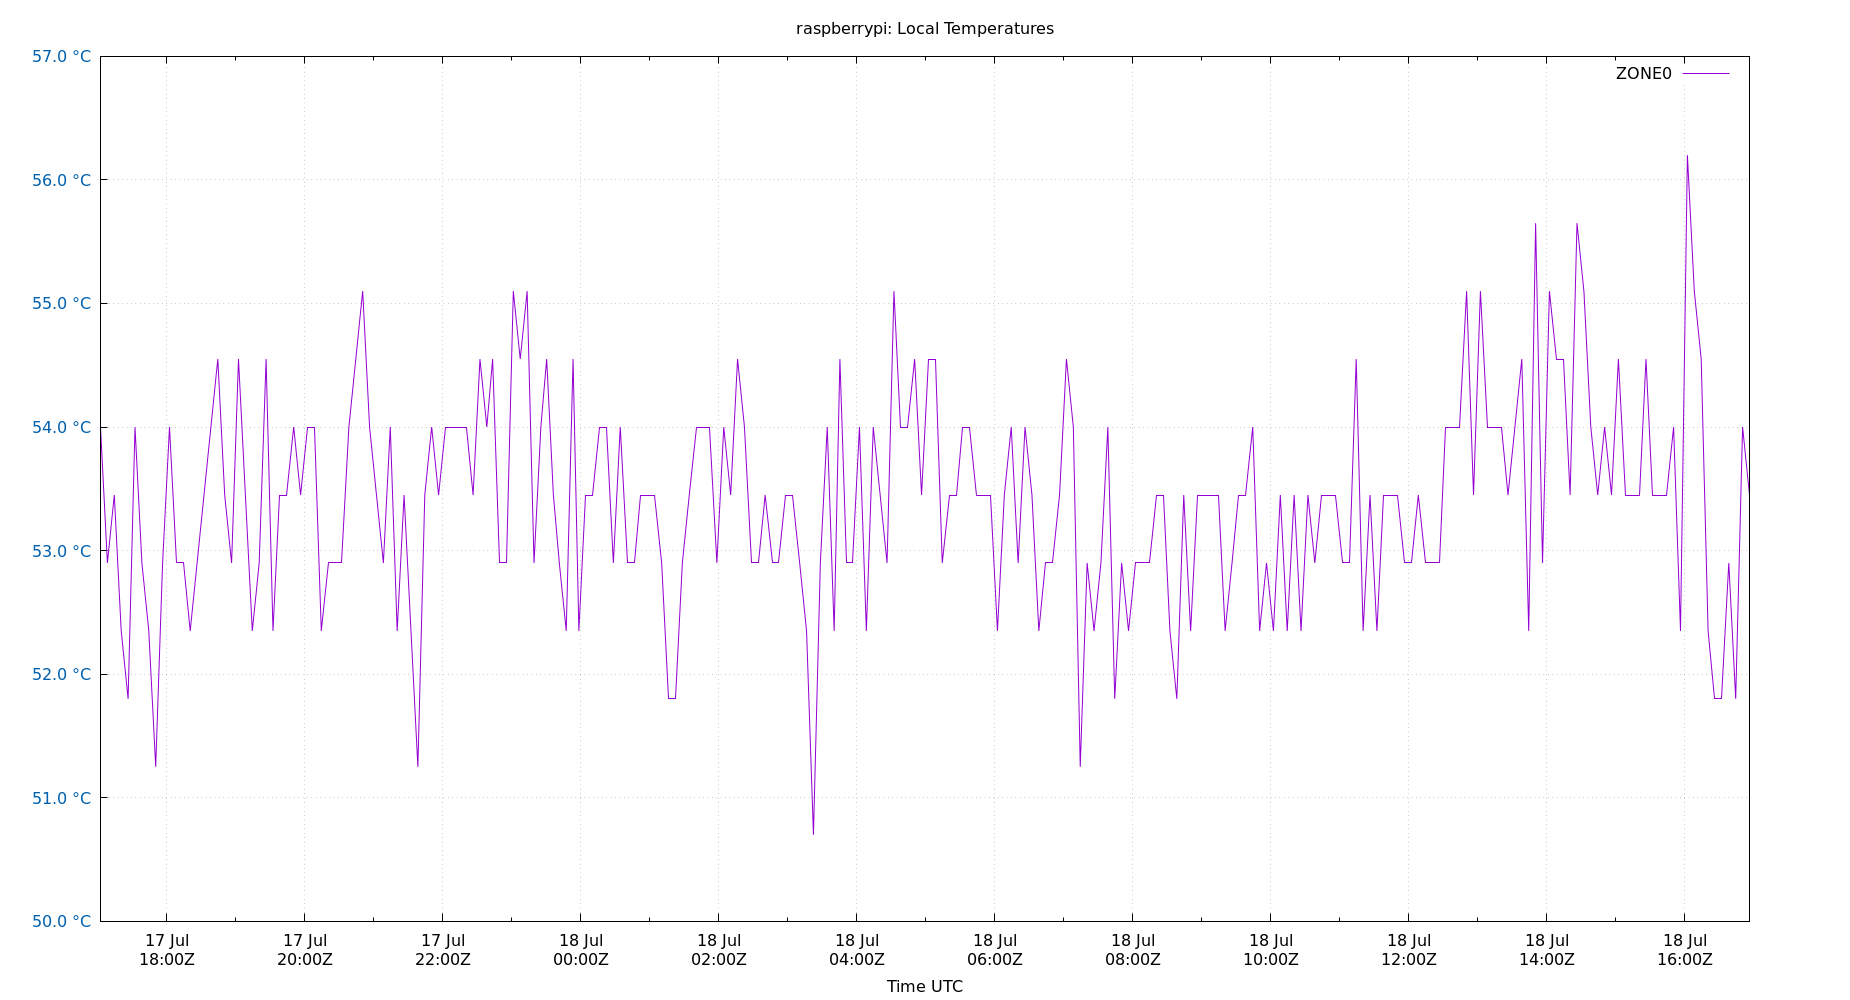 raspberrypi: Local Temperatures
57.0 °C
ZONE0
56.0 °C
55.0 °C
54.0 °C
53.0 °C
52.0 °C
51.0 °C
50.0 °C
17 Jul 17 Jul 17 Jul 18 Jul 18 Jul 18 Jul 18 Jul 18 Jul 18 Jul 18 Jul 18 Jul 18 Jul
18:00Z 20:00Z 22:00Z 00:00Z 02:00Z 04:00Z 06:00Z 08:00Z 10:00Z 12:00Z 14:00Z 16:00Z
Time UTC